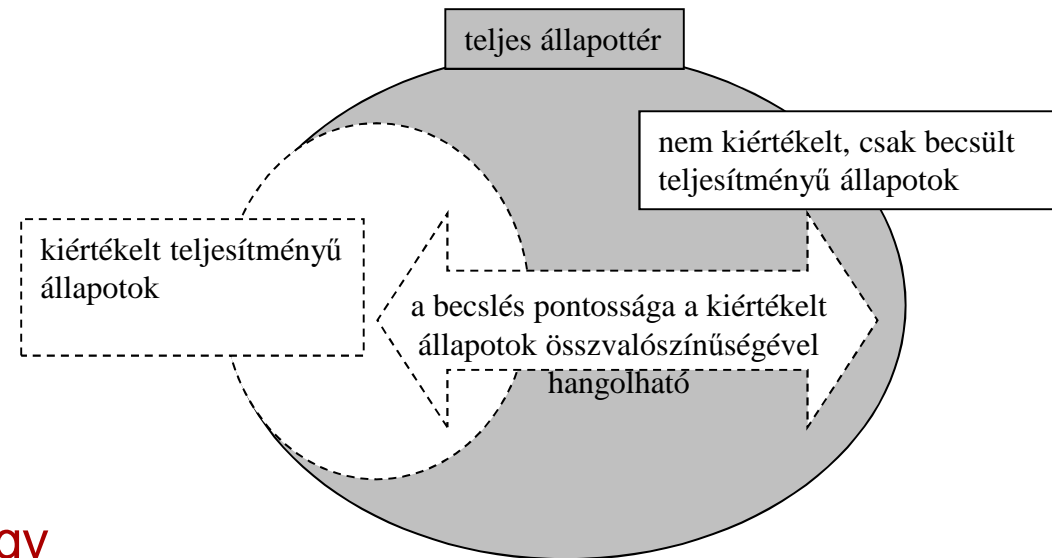 teljes állapottér
nem kiértékelt, csak becsült
teljesítményű állapotok
kiértékelt teljesítményű
állapotok
a becslés pontossága a kiértékelt
állapotok összvalószínűségével
hangolható